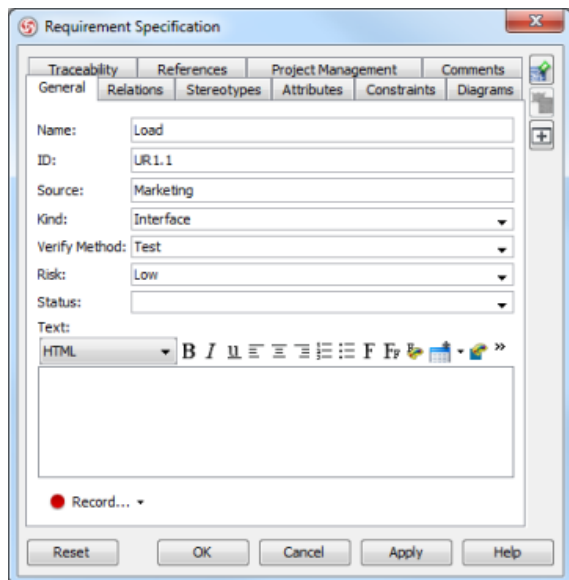 Requirement Specification
Traceability References Project Management Comments
General Relations Stereotypes Attributes Constraints Diagrams
Name: Load
ID: UR1.1
Source: Marketing
Kind: Interface
Verify Method: Test
Risk: Low
Status:
Text:
HTML B I u F FF
Record...
Reset OK Cancel Apply Help